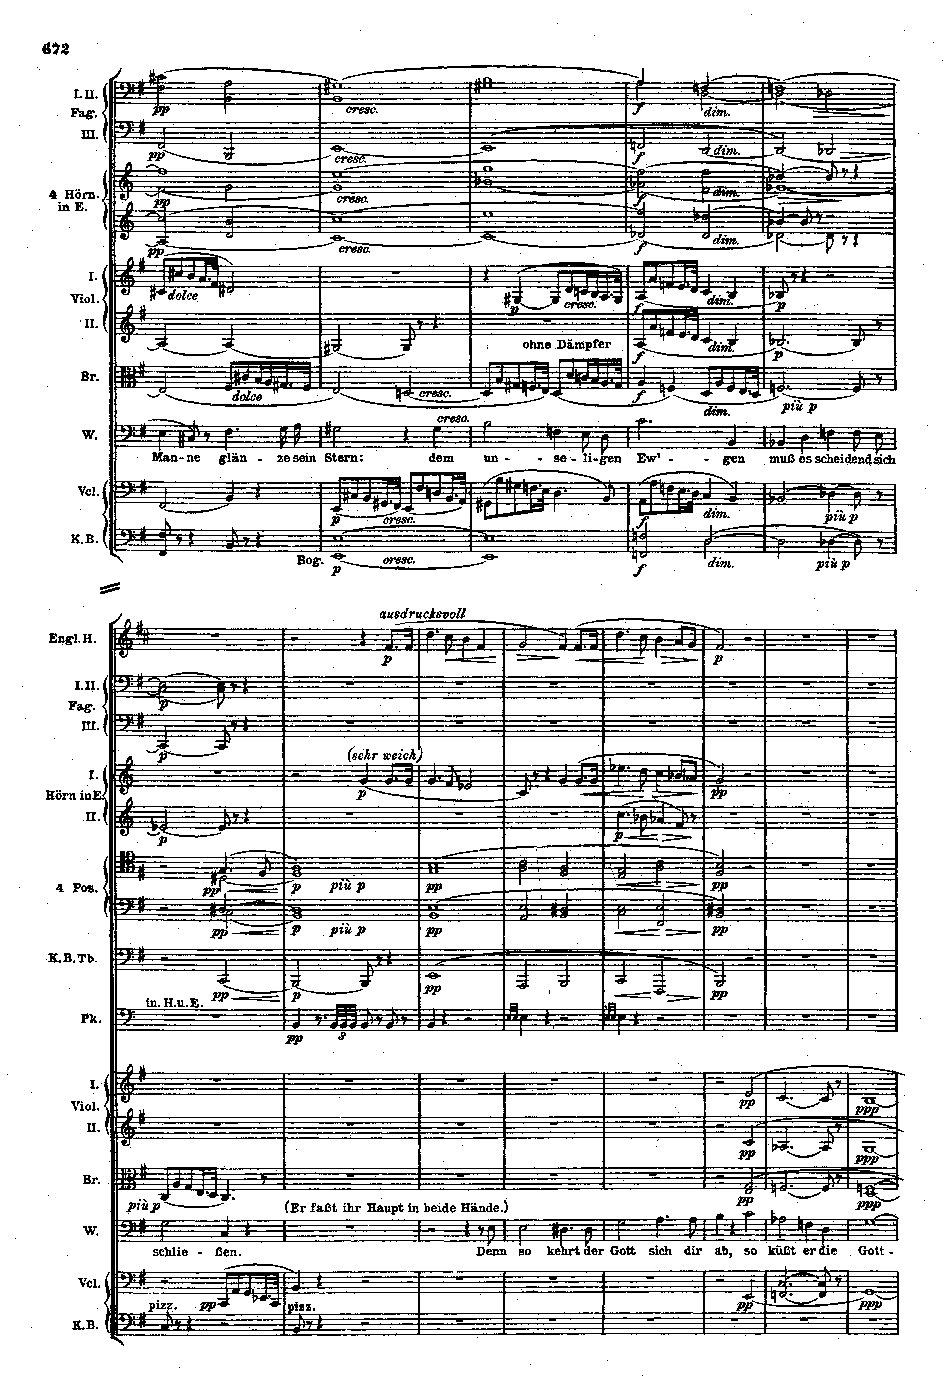 672
I. II.
Fag.
pp cresc. f dim.
III.
pp cresc. f dim.
4 Hörn.
in E.
pp cresc. f dim.
pp cresc. f dim.
I.
dolce p cresc. f dim. p
Viol.
II.
ohne Dämpfer f dim. p
Br.
dolce cresc. f dim. più p
cresc.
W.
Man-ne glän - ze sein Stern: dem un - - se - li-gen Ew' - - gen muß es scheidend sich
Vcl.
p cresc. f dim. più p
K.B.
Bog. p cresc. f dim. più p
ausdrucksvoll
Engl. H.
p p
I. II.
Fag.
p
III.
p
(sehr weich)
I.
p pp
Hörn in E
II.
p p
4 Pos.
pp p più p pp pp
pp p più p pp pp
K.B.Tb.
pp p pp pp
in. H. u. E.
Pk.
pp 3
I.
pp ppp
Viol.
II.
pp ppp
Br.
più p pp ppp
(Er faßt ihr Haupt in beide Hände.)
W.
schlie - ßen. Denn so kehrt der Gott sich dir ab, so küßt er die Gott -
Vcl.
pp pp ppp
pizz. pizz.
K.B.